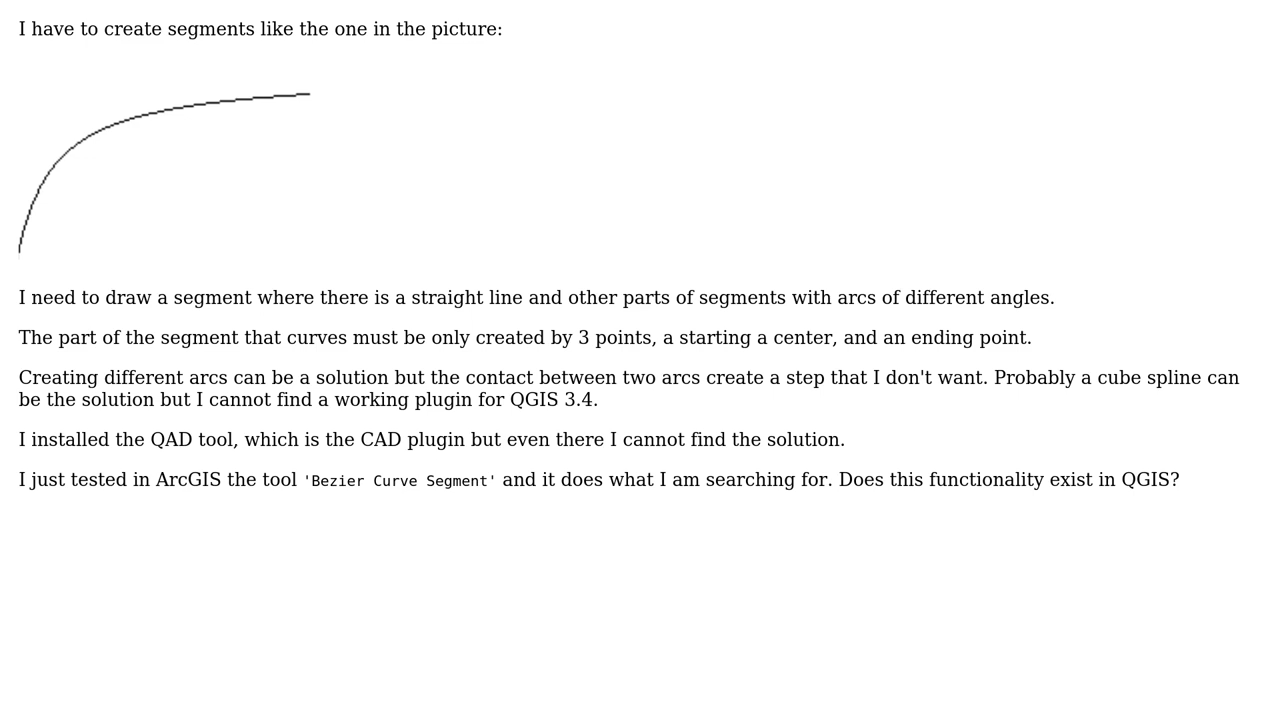 I have to create segments like the one in the picture:
I need to draw a segment where there is a straight line and other parts of segments with arcs of different angles.
The part of the segment that curves must be only created by 3 points, a starting a center, and an ending point.
Creating different arcs can be a solution but the contact between two arcs create a step that I don't want. Probably a cube spline can
be the solution but I cannot find a working plugin for QGIS 3.4.
I installed the QAD tool, which is the CAD plugin but even there I cannot find the solution.
I just tested in ArcGIS the tool 'Bezier Curve Segment' and it does what I am searching for. Does this functionality exist in QGIS?